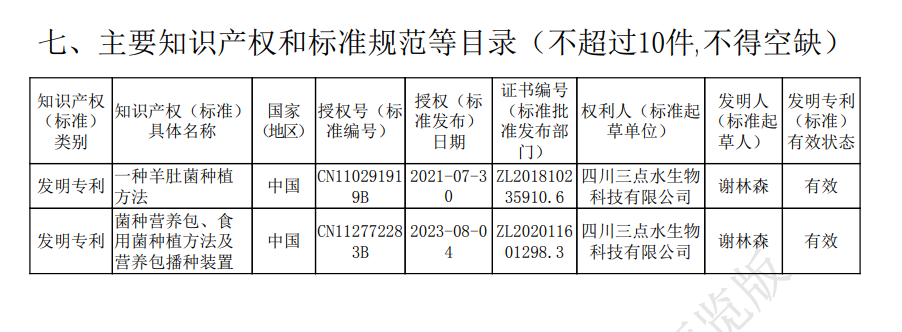 七、主要知识产权和标准规范等目录（不超过10件,不得空缺）
知识产权（标准）类别 知识产权（标准）具体名称 国家（地区） 授权号（标准编号） 授权（标准发布）日期 证书编号（标准批准发布部门） 权利人（标准起草单位） 发明人（标准起草人） 发明专利（标准）有效状态
发明专利 一种羊肚菌种植方法 中国 CN110291919B 2021-07-30 ZL201810235910.6 四川三点水生物科技有限公司 谢林森 有效
发明专利 菌种营养包、食用菌种植方法及营养包播种装置 中国 CN112772283B 2023-08-04 ZL202011601298.3 四川三点水生物科技有限公司 谢林森 有效
览版